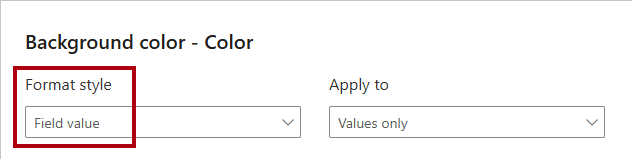 Background color - Color
Format style
Apply to
Field value
Values only